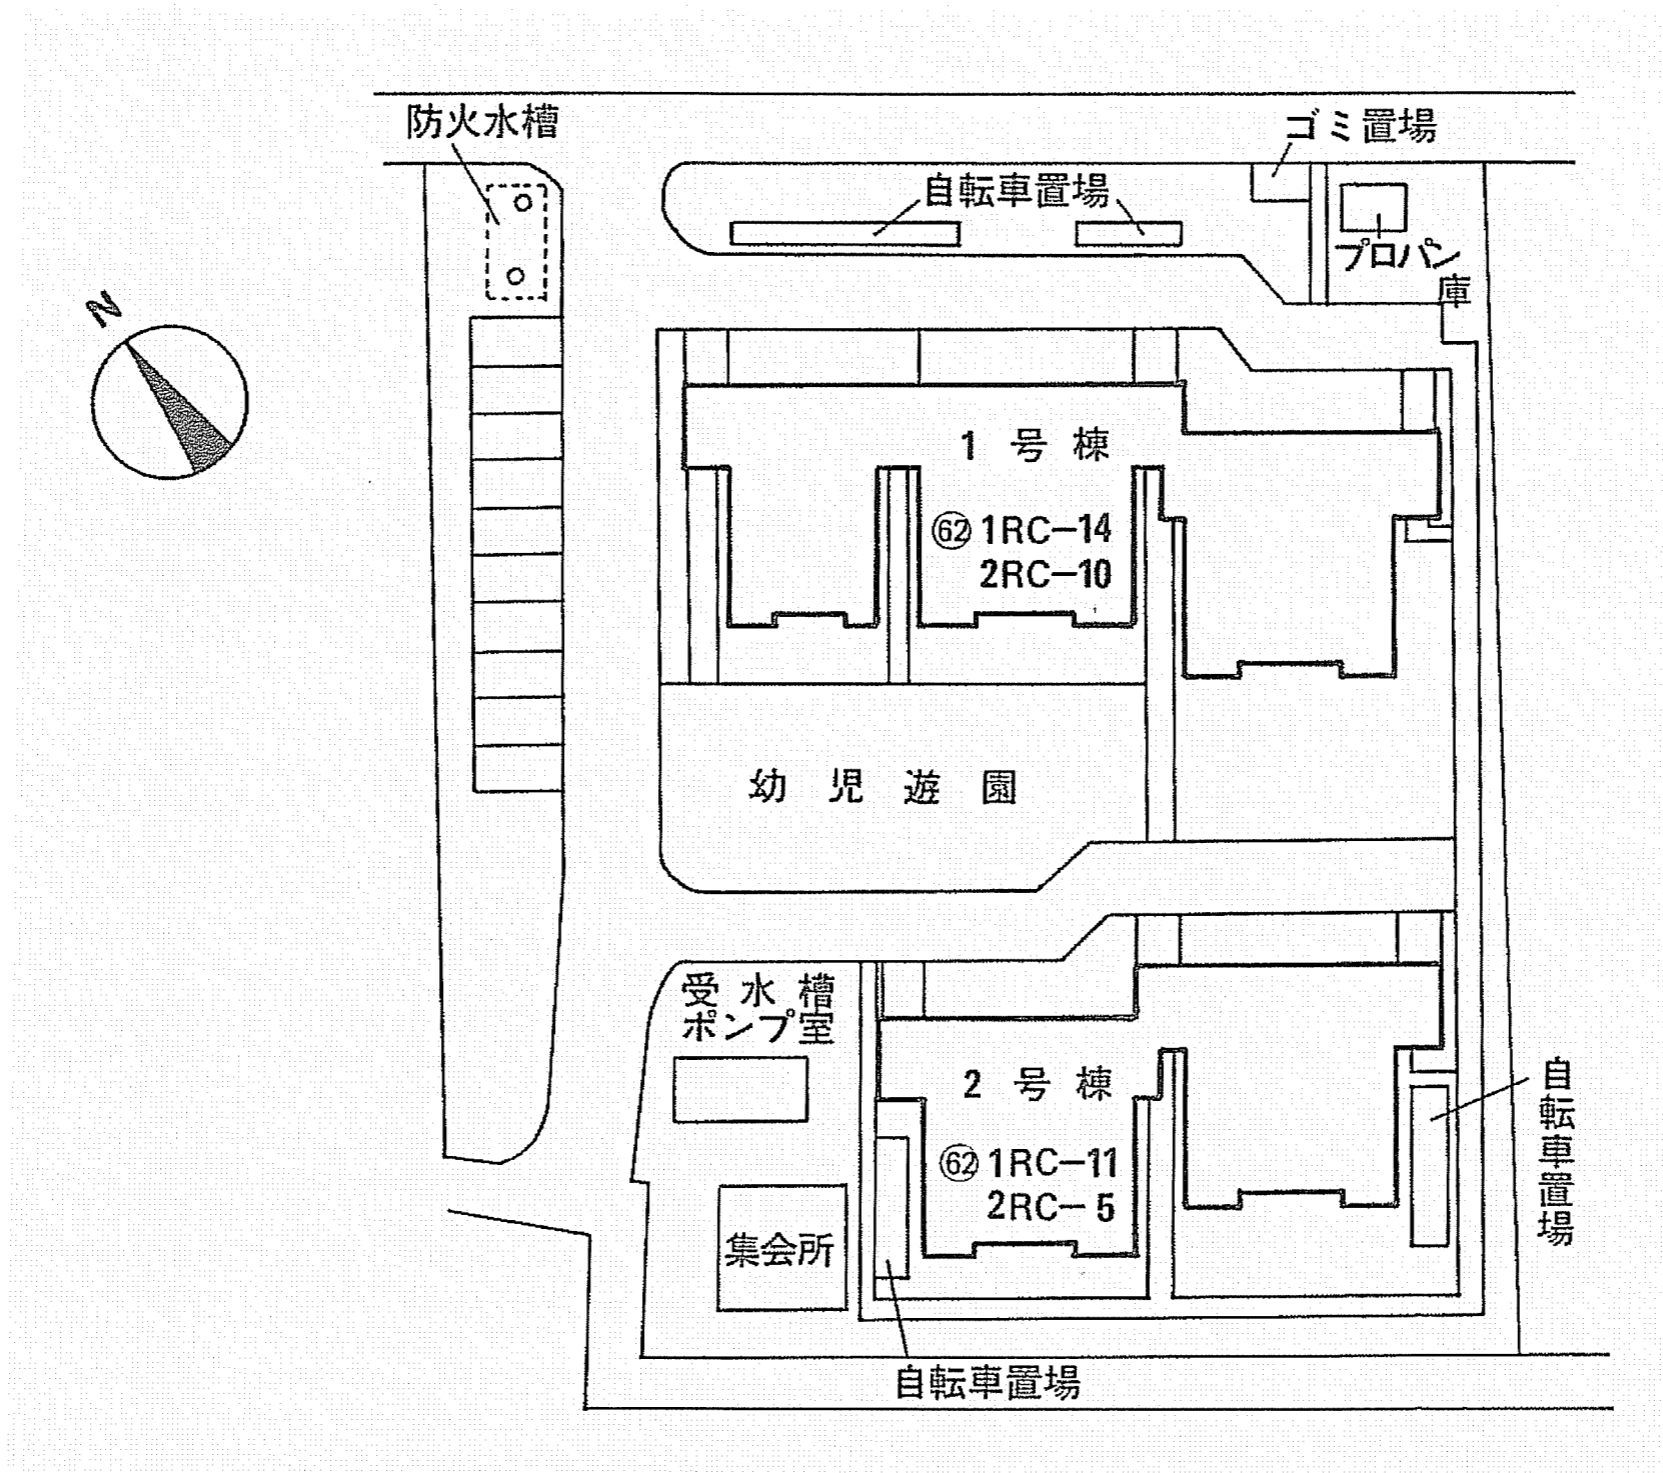 防火水槽
ゴミ置場
自転車置場
プロパン
庫
N
1号棟
62 1RC-14
2RC-10
幼児遊園
受水槽
ポンプ室
2号棟
62 1RC-11
2RC-5
自転車置場
集会所
自転車置場